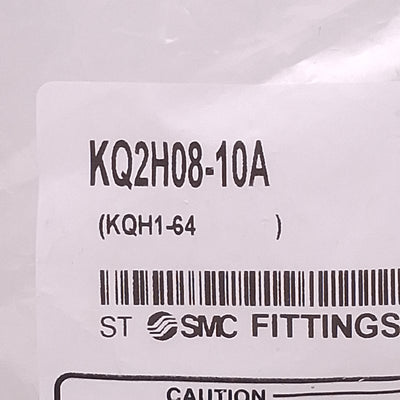 KQ2H08-10A
(KQH1-64 )
ST SMC FITTINGS
CAUTION